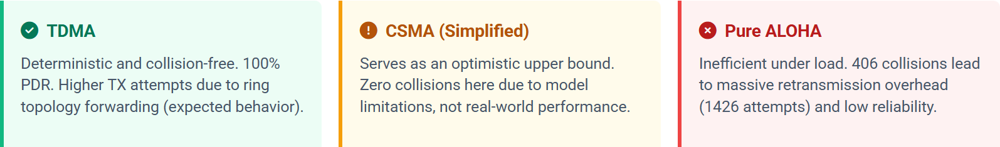 TDMA
Deterministic and collision-free. 100%
PDR. Higher TX attempts due to ring
topology forwarding (expected behavior).
CSMA (Simplified)
Serves as an optimistic upper bound.
Zero collisions here due to model
limitations, not real-world performance.
Pure ALOHA
Inefficient under load. 406 collisions lead
to massive retransmission overhead
(1426 attempts) and low reliability.